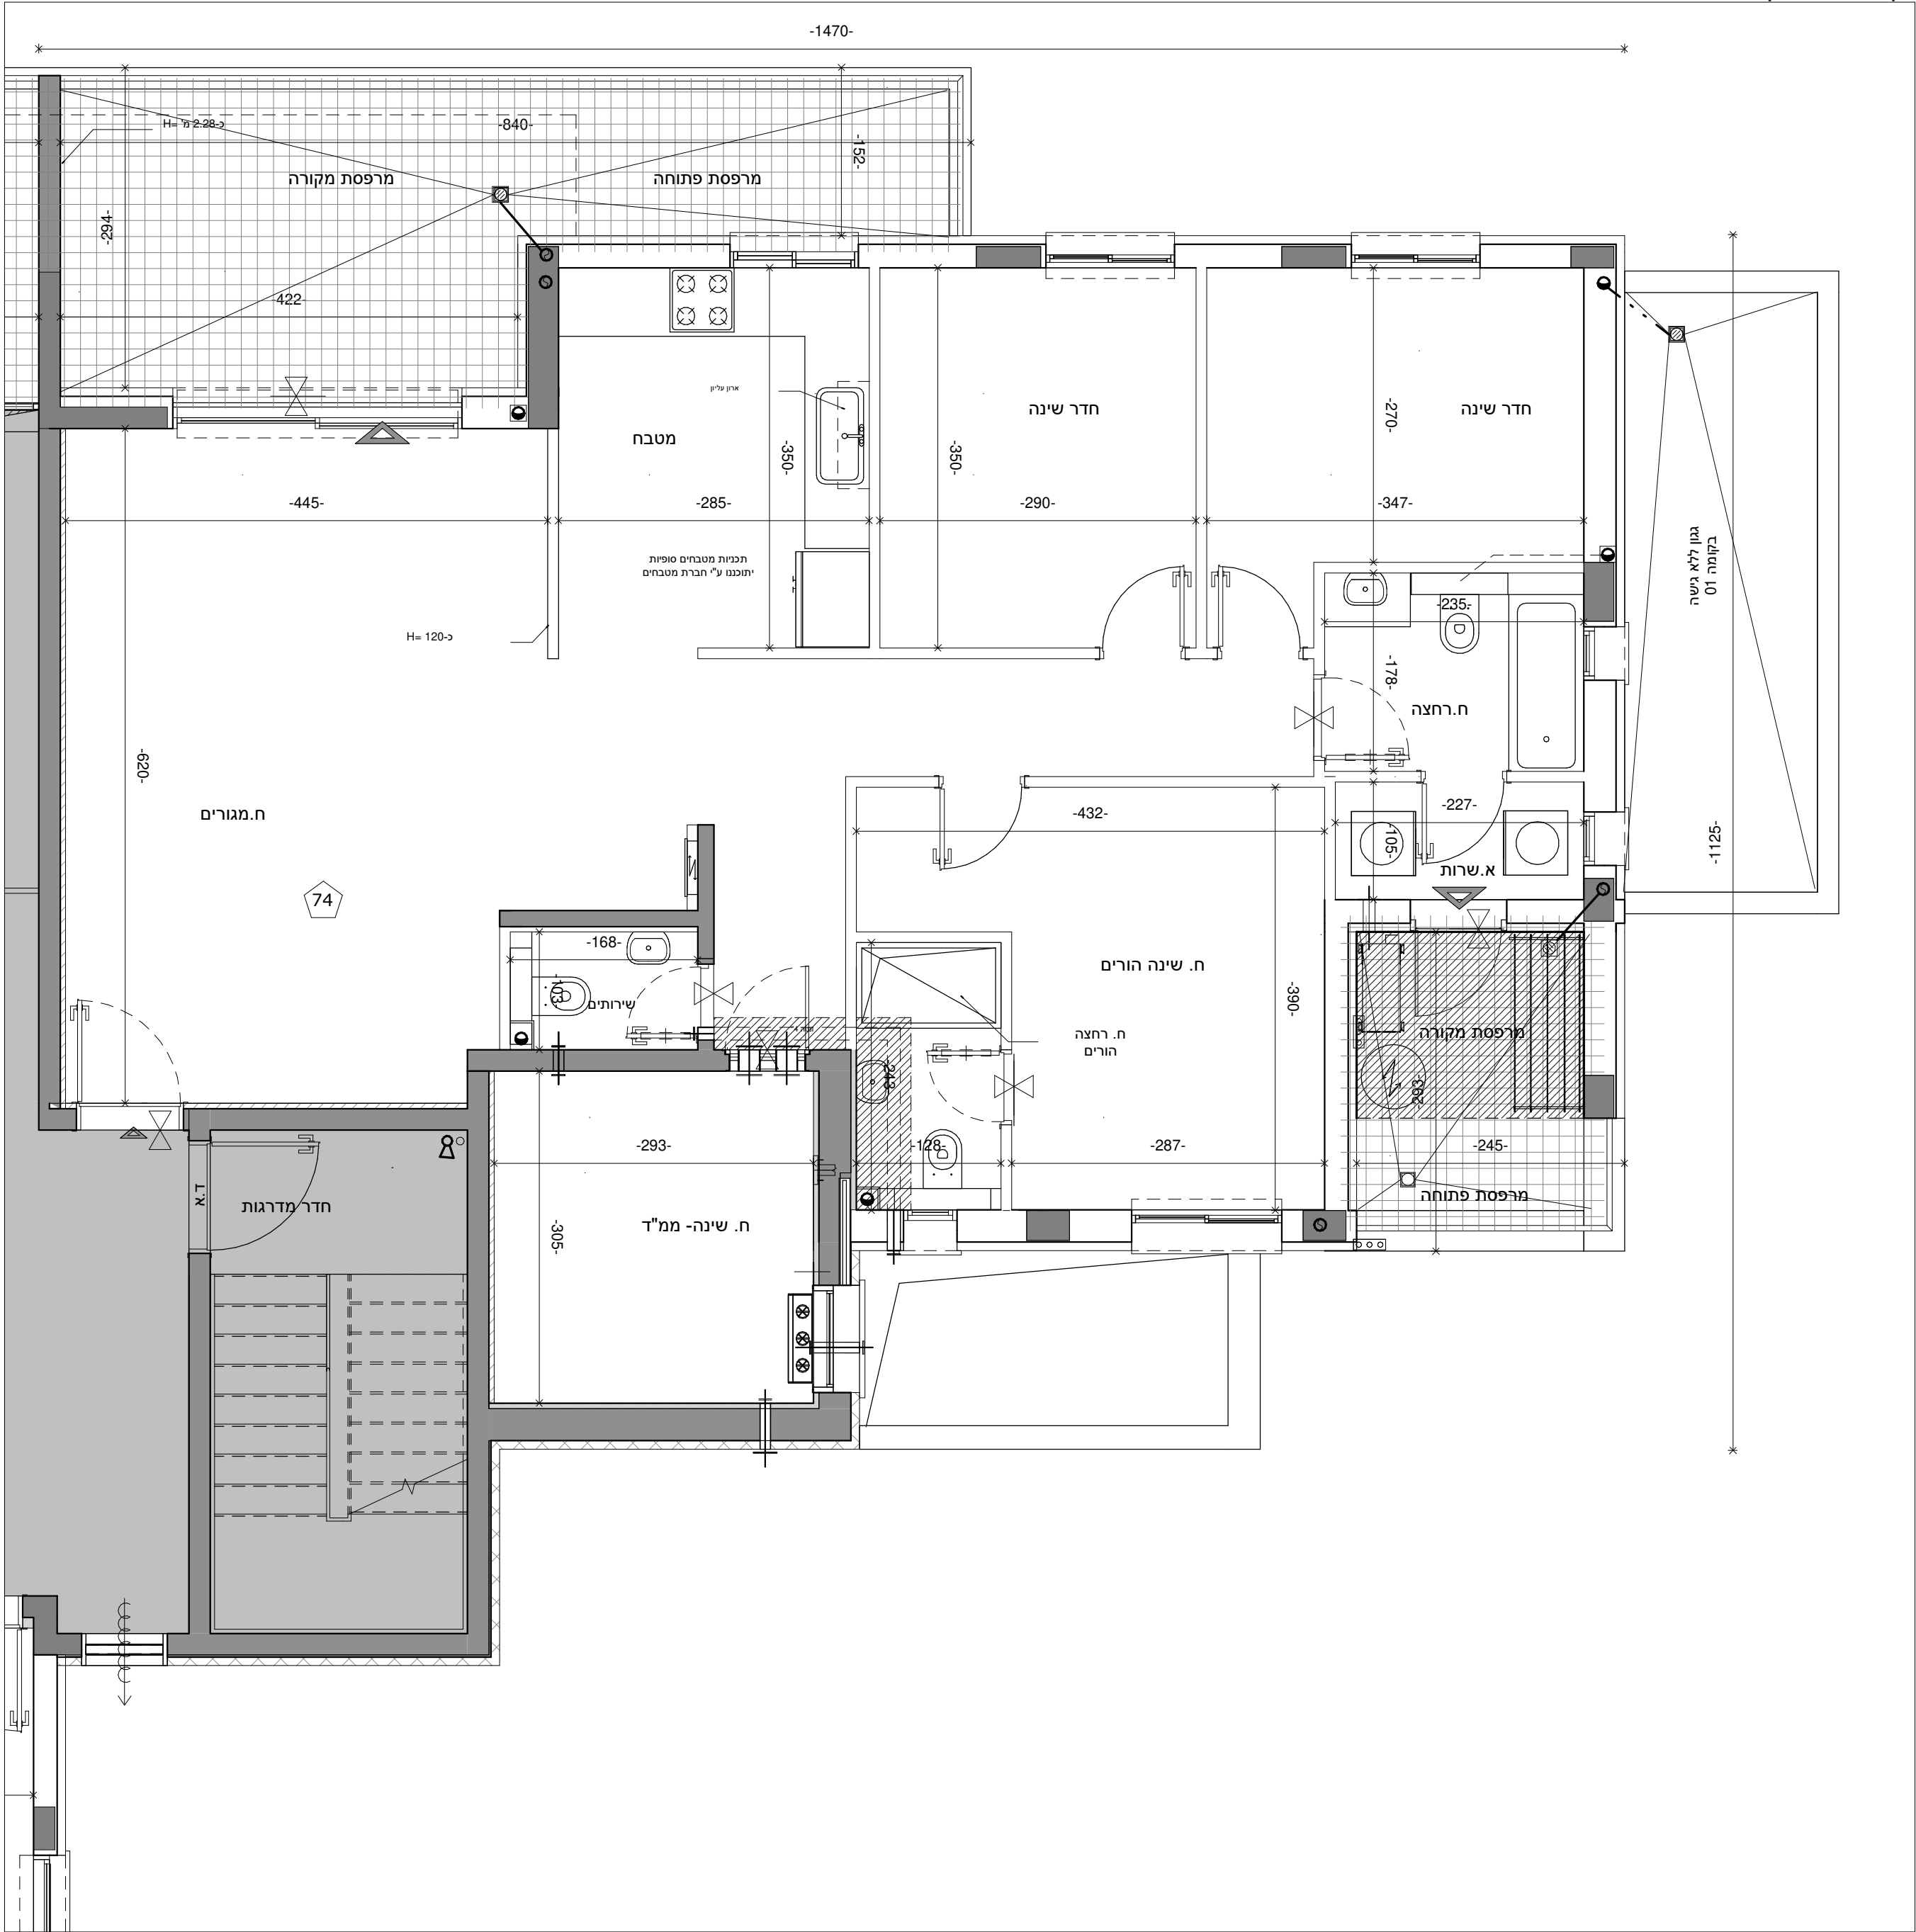 -1470-
H= כ-2.28 מ'
-840-
-152-
מרפסת מקורה
מרפסת פתוחה
-294-
-422-
ארון עליון
מטבח
חדר שינה
חדר שינה
-350-
-350-
-270-
-445-
-285-
-290-
-347-
תכניות מטבחים סופיות
יתוכננו ע"י חברת מטבחים
גגון ללא גישה
בקומה 01
H= כ-120
-235-
-178-
ח.רחצה
-620-
ח.מגורים
-432-
-227-
-105-
א.שרות
-1125-
74
-168-
-103-
שירותים
ח. שינה הורים
-390-
ח. רחצה
הורים
מרפסת מקורה
-243-
-293-
-293-
-128-
-287-
-245-
מרפסת פתוחה
ד.א
חדר מדרגות
ח. שינה- ממ"ד
-305-